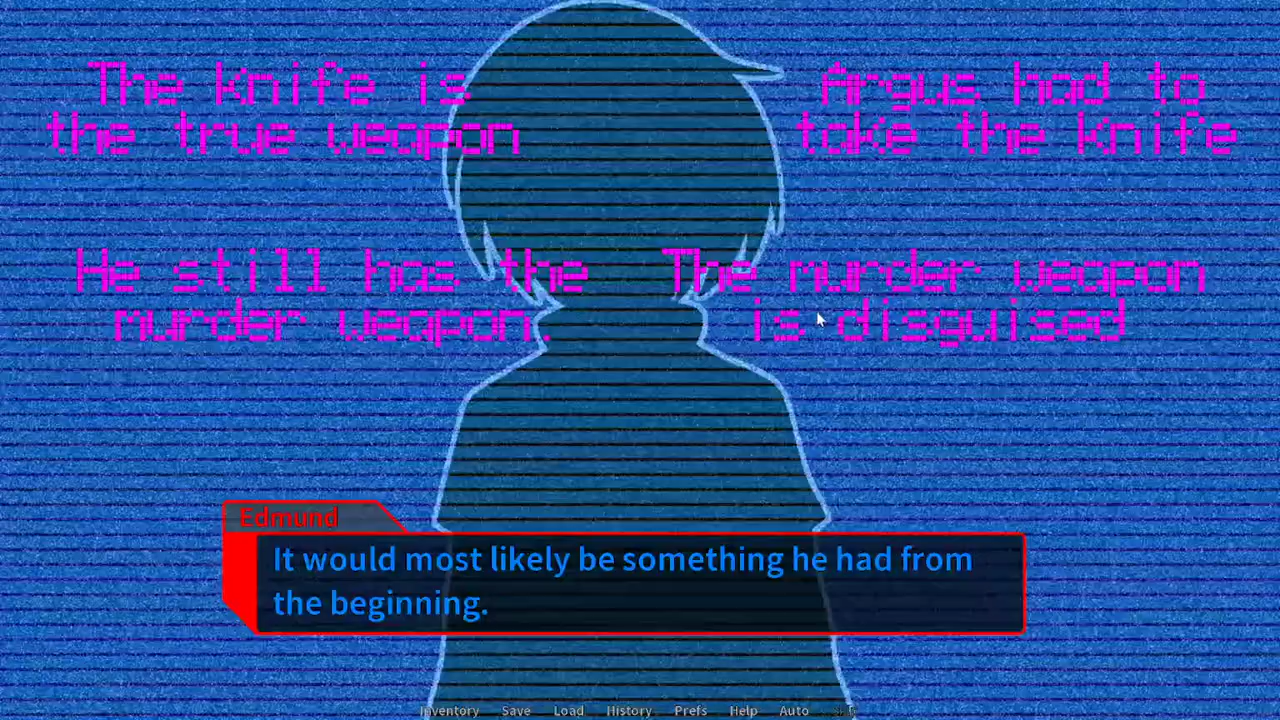 The knife is
the true weapon
Argus had to
take the knife
He still has the
murder weapon.
The murder weapon
is disguised
Edmund
It would most likely be something he had from
the beginning.
Inventory Save Load History Prefs Help Auto